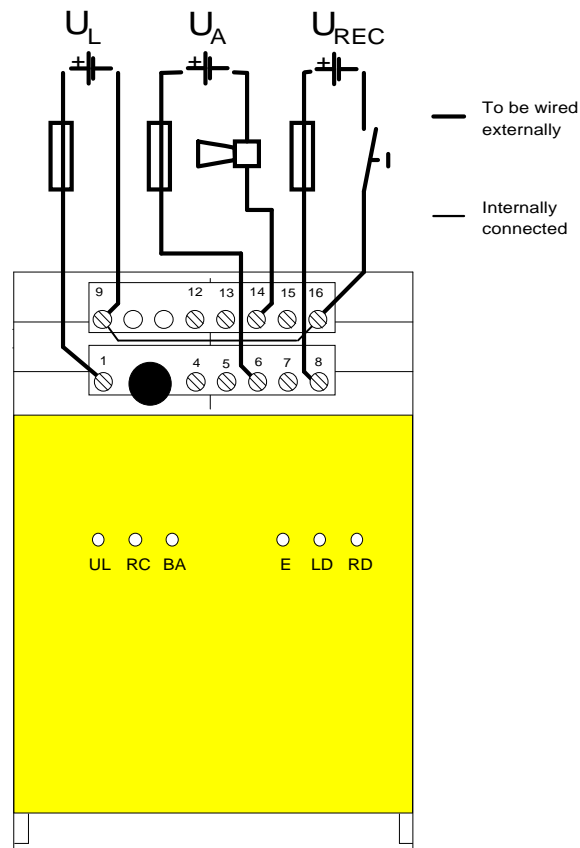 U_L U_A U_REC
+ + +
To be wired
externally
Internally
connected
9 12 13 14 15 16
1 4 5 6 7 8
UL RC BA E LD RD